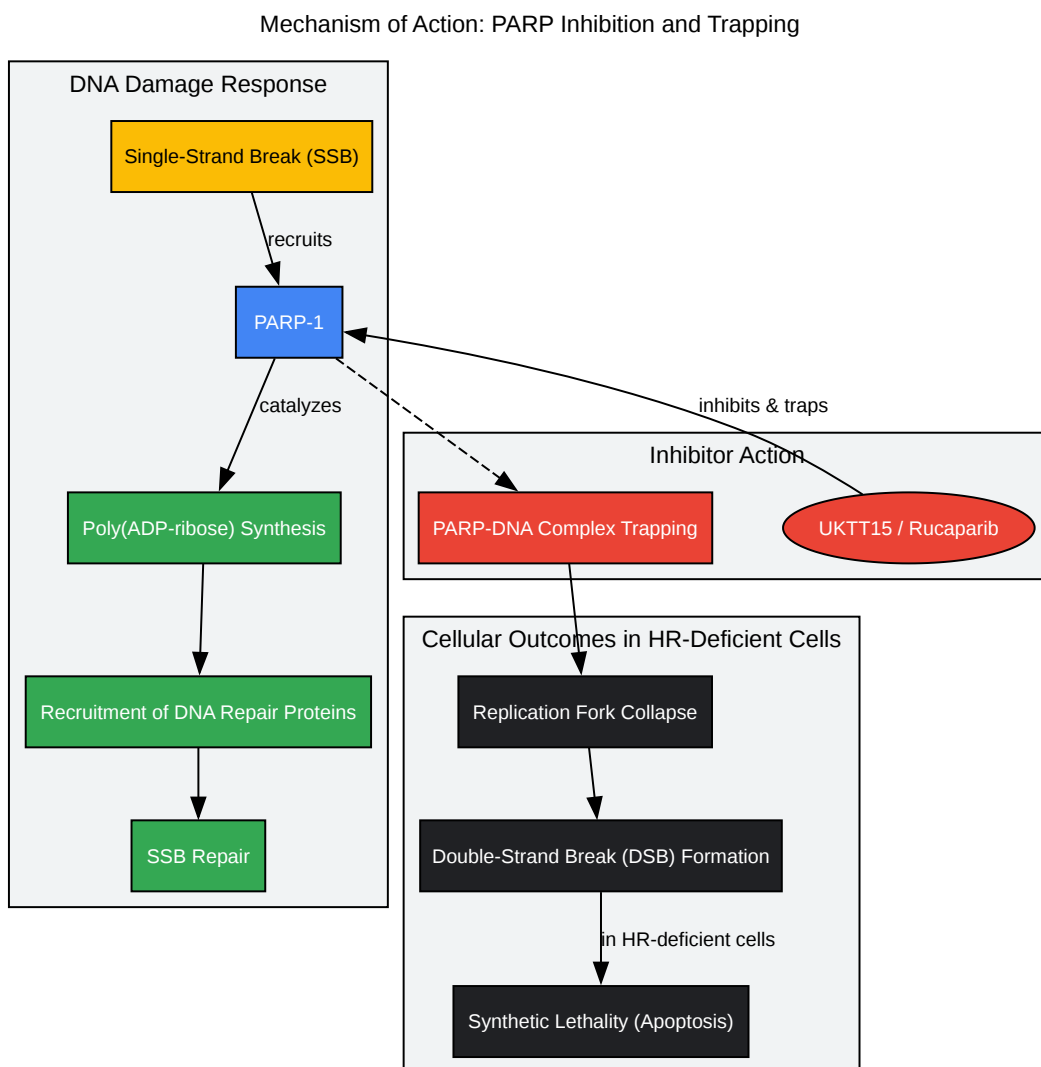 Mechanism of Action: PARP Inhibition and Trapping
DNA Damage Response
Single-Strand Break (SSB)
recruits
PARP-1
catalyzes
inhibits & traps
Inhibitor Action
Poly(ADP-ribose) Synthesis
PARP-DNA Complex Trapping
UKTT15 / Rucaparib
Cellular Outcomes in HR-Deficient Cells
Recruitment of DNA Repair Proteins
Replication Fork Collapse
SSB Repair
Double-Strand Break (DSB) Formation
in HR-deficient cells
Synthetic Lethality (Apoptosis)